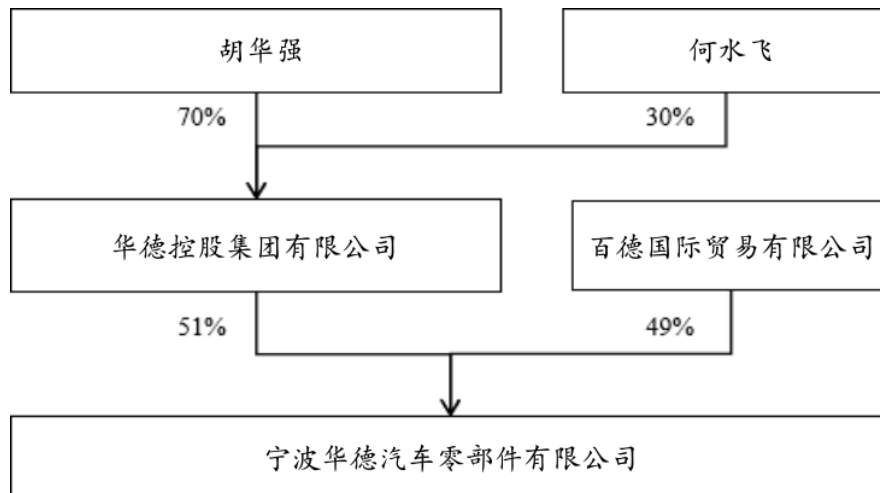 胡华强
何水飞
70%
30%
华德控股集团有限公司
百德国际贸易有限公司
51%
49%
宁波华德汽车零部件有限公司